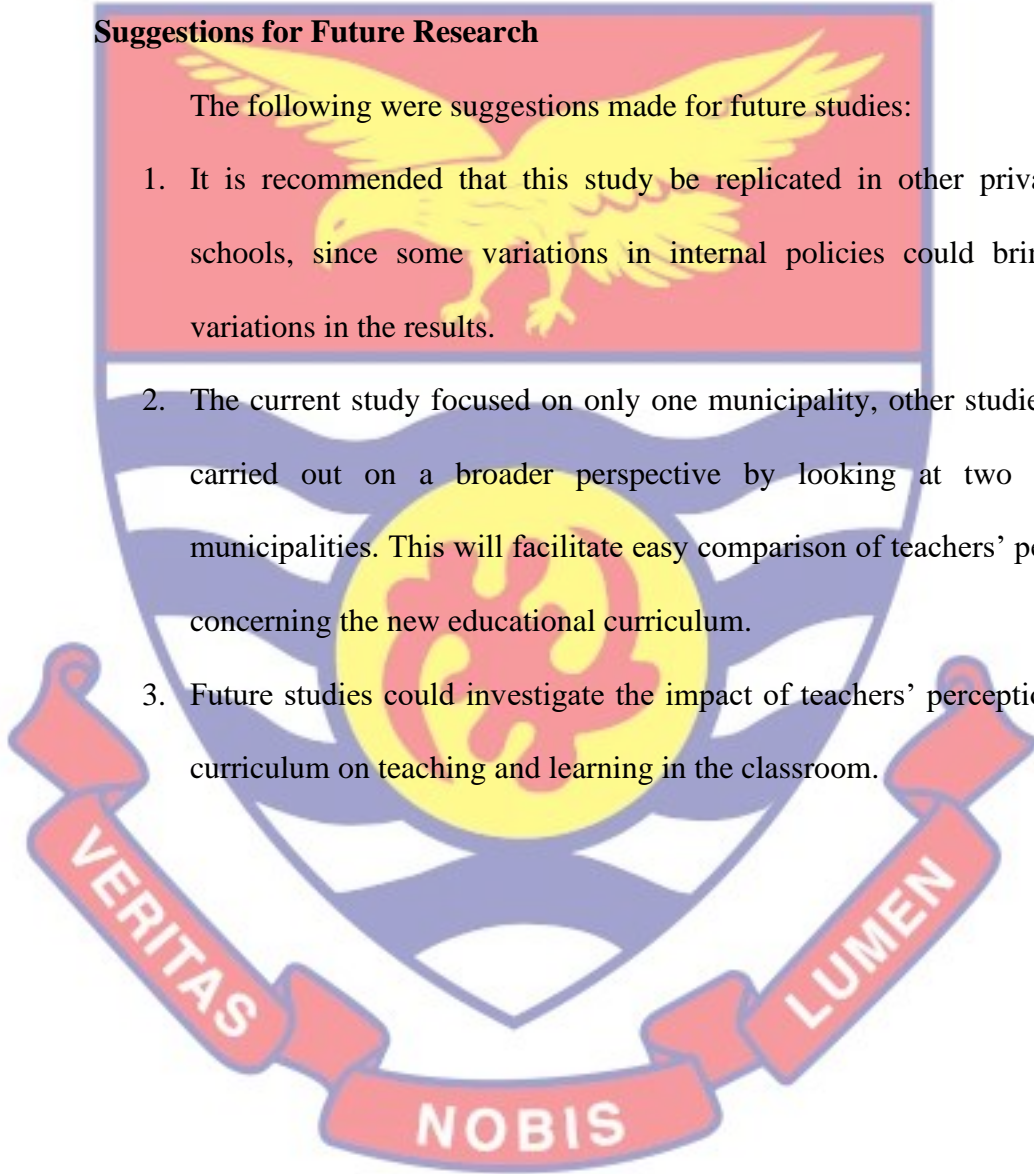 Suggestions for Future Research
The following were suggestions made for future studies:
1. It is recommended that this study be replicated in other priva
schools, since some variations in internal policies could brin
variations in the results.
2. The current study focused on only one municipality, other studie
carried out on a broader perspective by looking at two
municipalities. This will facilitate easy comparison of teachers’ pe
concerning the new educational curriculum.
3. Future studies could investigate the impact of teachers’ perceptio
curriculum on teaching and learning in the classroom.
VERITAS
NOBIS
LUMEN